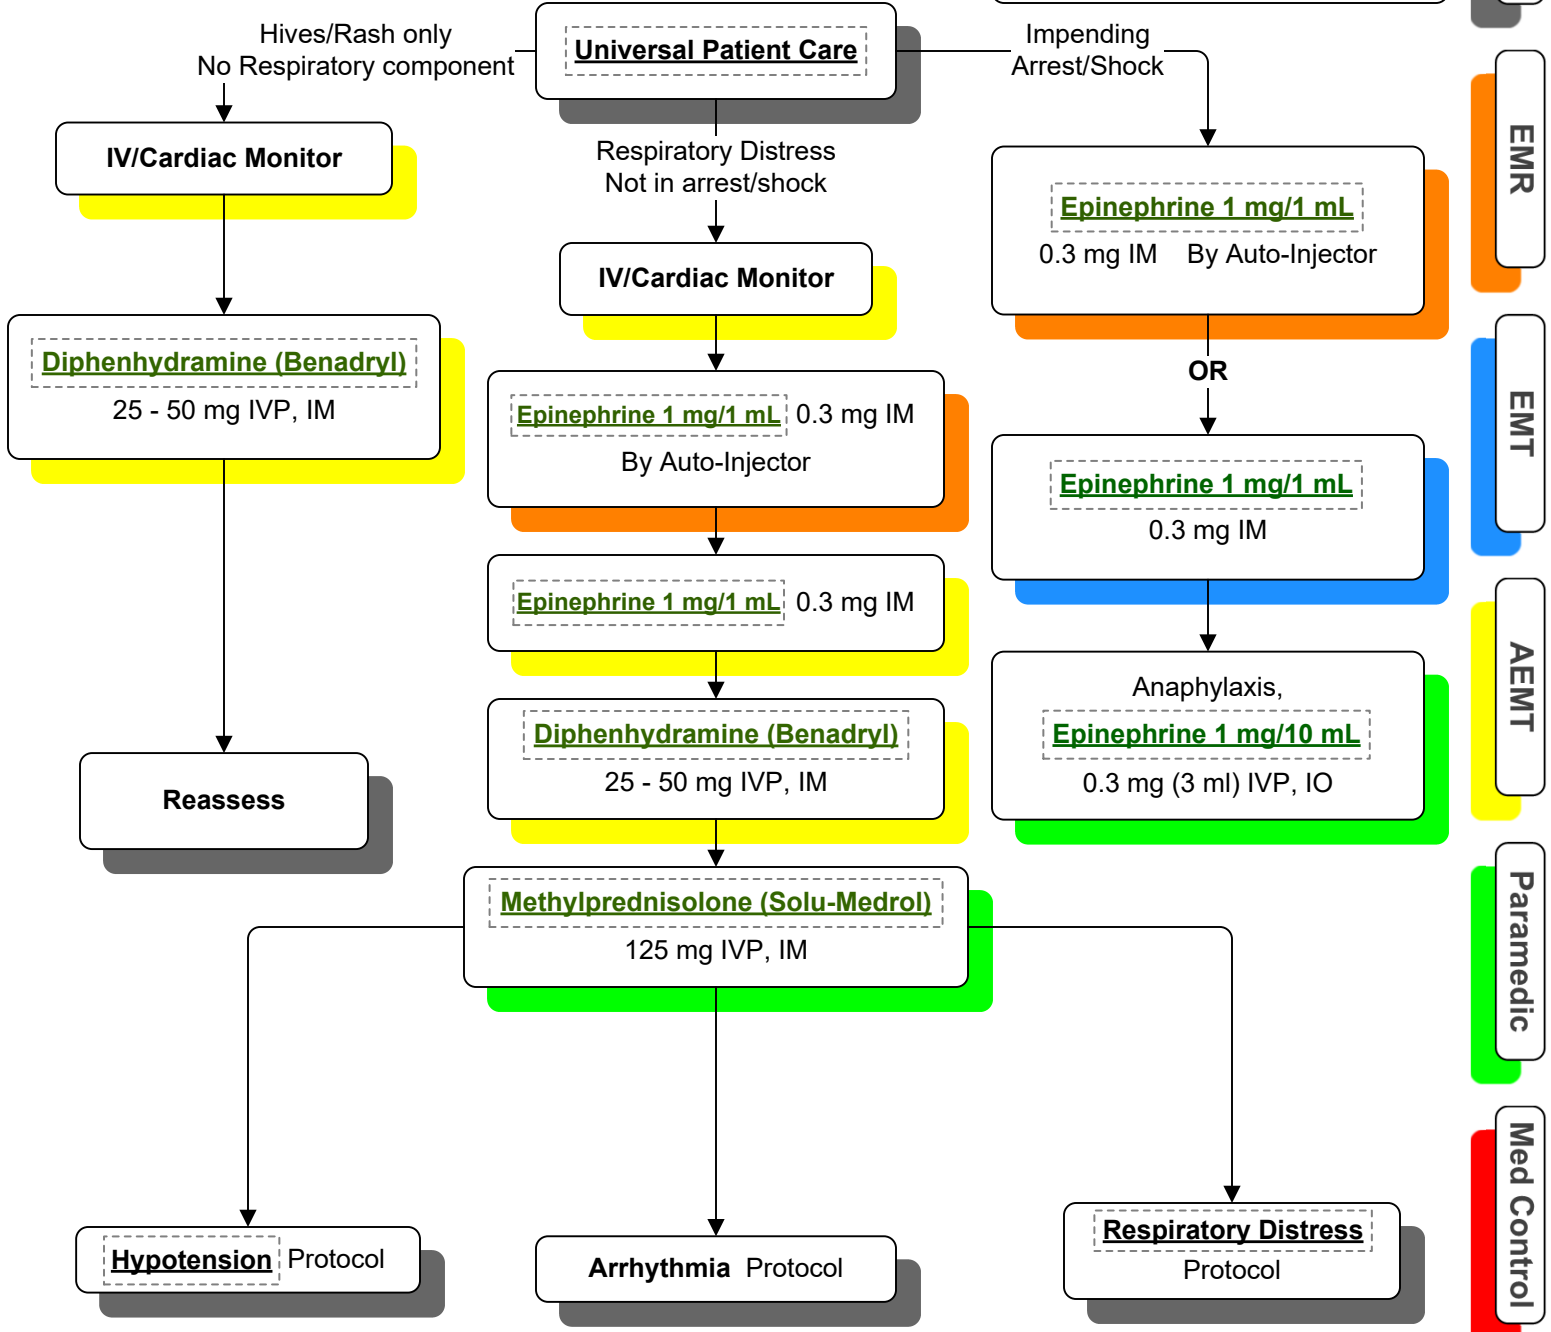 Universal Patient Care
Hives/Rash only
No Respiratory component
IV/Cardiac Monitor
Diphenhydramine (Benadryl)
25 - 50 mg IVP, IM
Reassess
Respiratory Distress
Not in arrest/shock
IV/Cardiac Monitor
Epinephrine 1 mg/1 mL 0.3 mg IM
By Auto-Injector
Epinephrine 1 mg/1 mL 0.3 mg IM
Diphenhydramine (Benadryl)
25 - 50 mg IVP, IM
Methylprednisolone (Solu-Medrol)
125 mg IVP, IM
Impending
Arrest/Shock
Epinephrine 1 mg/1 mL
0.3 mg IM By Auto-Injector
OR
Epinephrine 1 mg/1 mL
0.3 mg IM
Anaphylaxis,
Epinephrine 1 mg/10 mL
0.3 mg (3 ml) IVP, IO
Hypotension Protocol
Arrhythmia Protocol
Respiratory Distress
Protocol
EMR
EMT
AEMT
Paramedic
Med Control